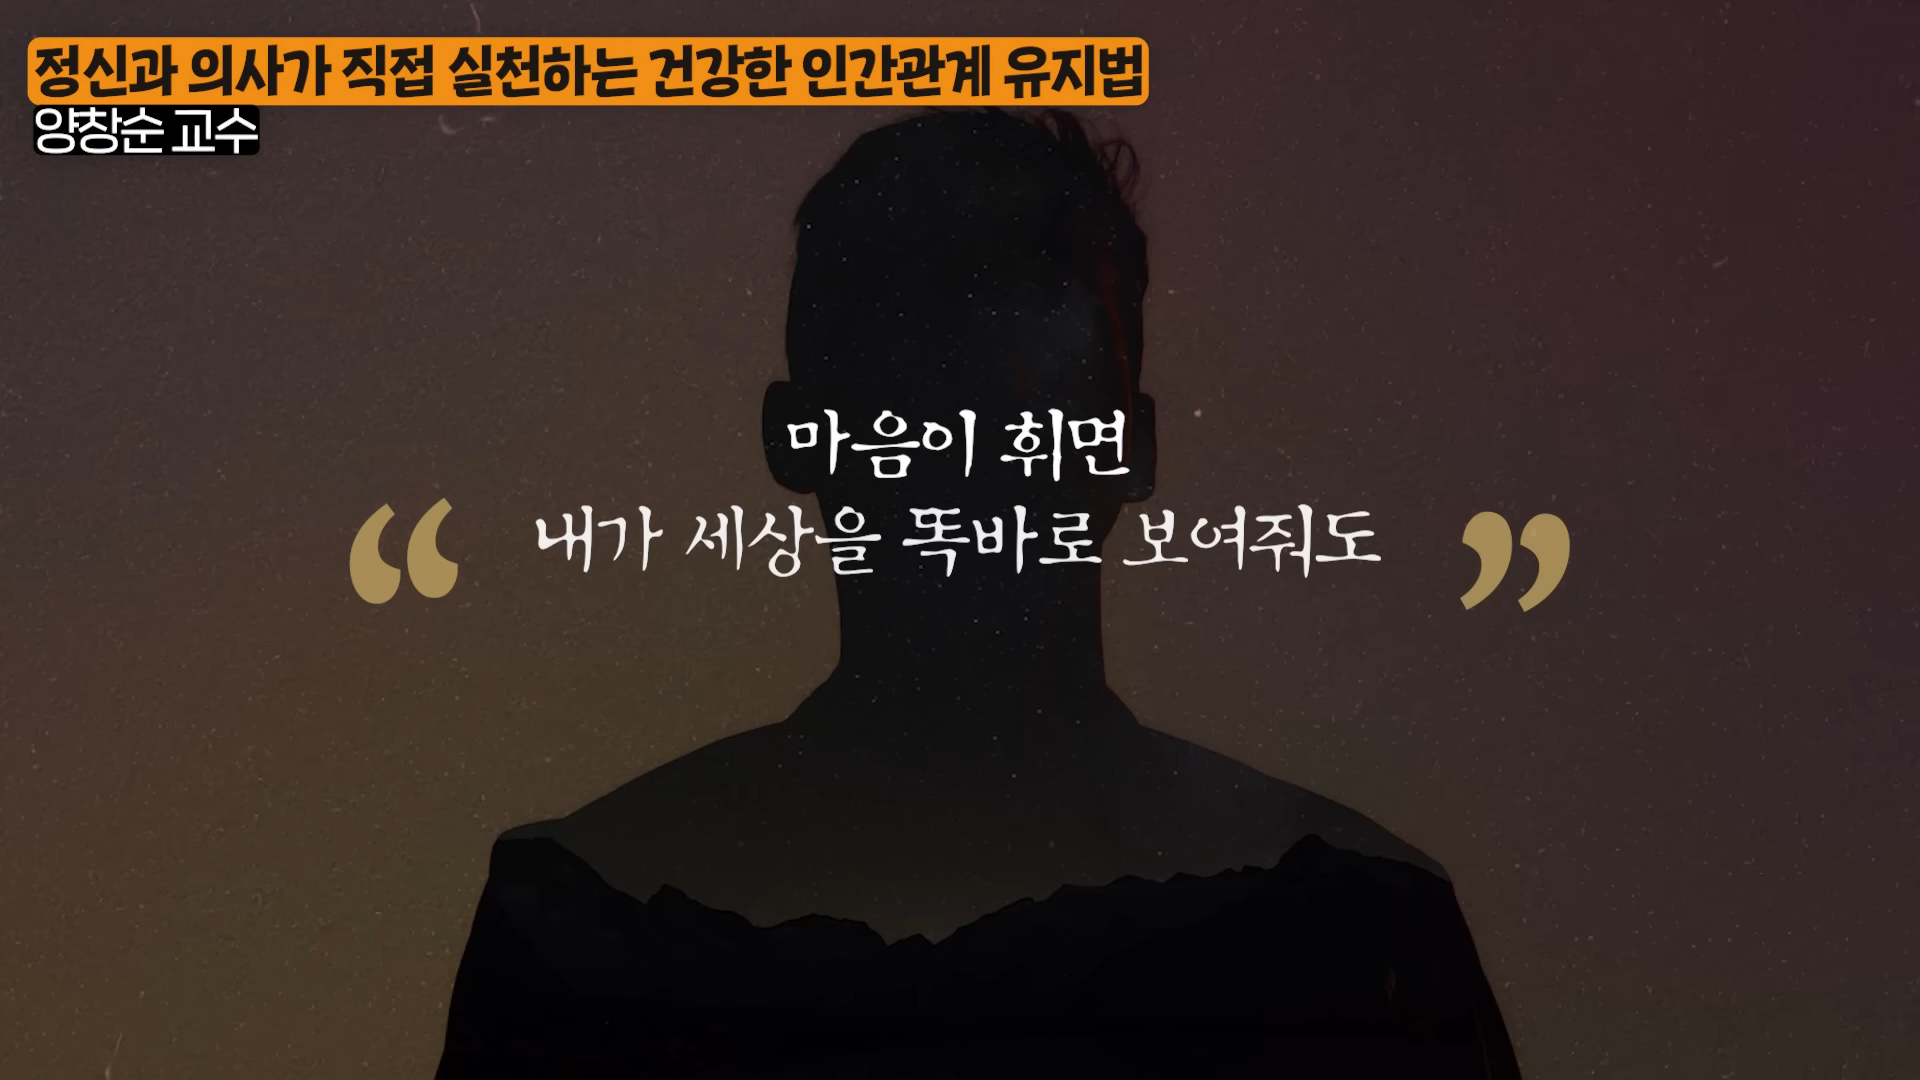 정신과 의사가 직접 실천하는 건강한 인간관계 유지법
양창순 교수
마음이 휘면
“ 내가 세상을 똑바로 보여줘도 ”